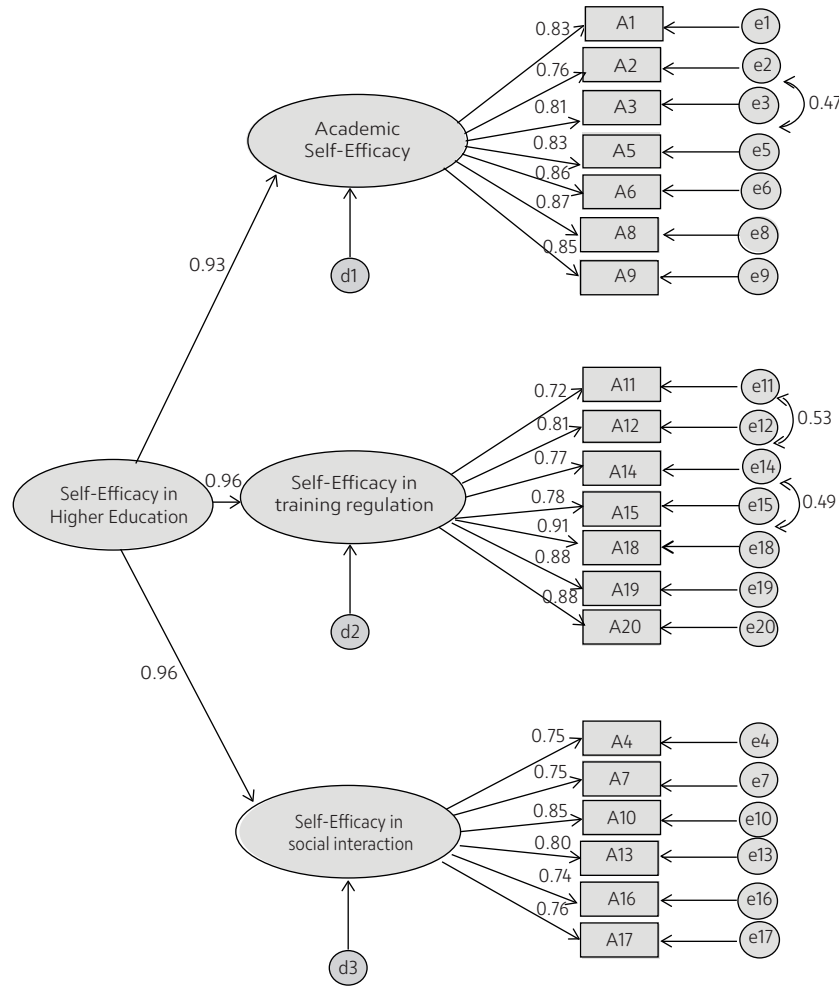 0.83
A1
e1
0.76
A2
e2
0.81
A3
e3
0.47
Academic
Self-Efficacy
0.83
A5
e5
0.86
A6
e6
0.87
A8
e8
0.85
A9
e9
0.93
d1
0.72
A11
e11
0.81
A12
e12
0.53
0.77
A14
e14
Self-Efficacy in
Higher Education
0.96
Self-Efficacy in
training regulation
0.78
A15
e15
0.49
0.91
A18
e18
0.88
A19
e19
0.88
A20
e20
d2
0.96
0.75
A4
e4
0.75
A7
e7
0.85
A10
e10
Self-Efficacy in
social interaction
0.80
A13
e13
0.74
A16
e16
0.76
A17
e17
d3